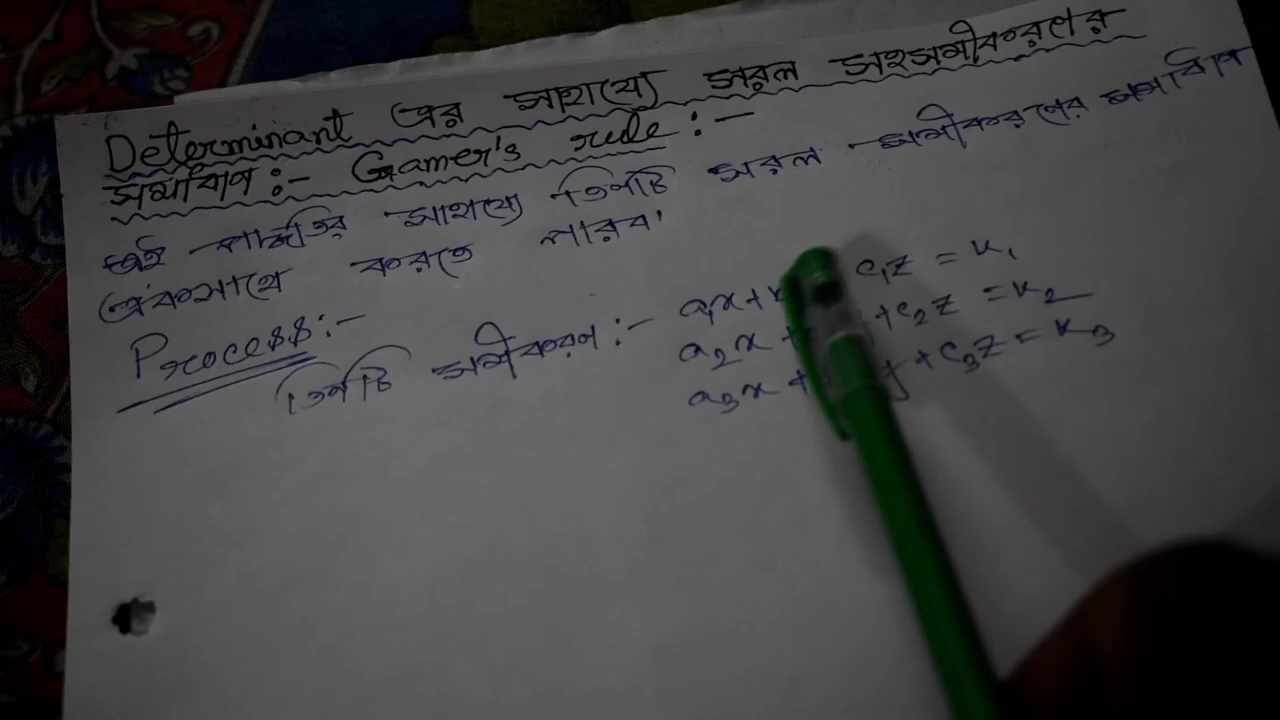 Determinant এর সাহায্যে সরল সহসমীকরণের
সমাধান :- Cramer's rule :-
এই পদ্ধতির সাহায্যে তিনটি সরল সমীকরণের সমাধান
একসাথে করতে পারব।
Process :-
তিনটি সমীকরণ :- a₁x + c₁z = k₁
a₂x + + c₂z = k₂
a₃x + y + c₃z = k₃